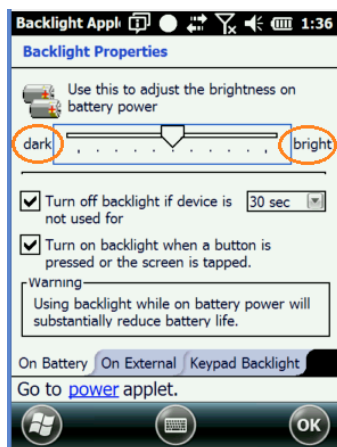 Backlight Appl 1:36
Backlight Properties
Use this to adjust the brightness on
battery power
dark bright
Turn off backlight if device is 30 sec
not used for
Turn on backlight when a button is
pressed or the screen is tapped.
Warning
Using backlight while on battery power will
substantially reduce battery life.
On Battery On External Keypad Backlight
Go to power applet.
OK